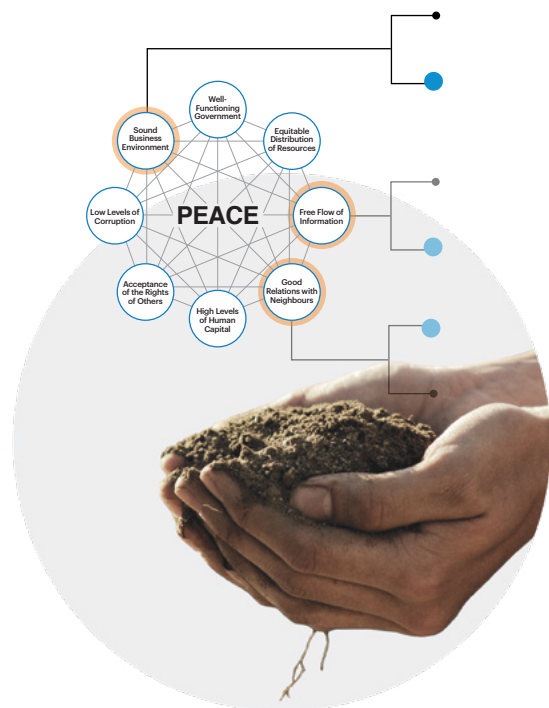 Well-
Functioning
Government
Sound
Business
Environment
Equitable
Distribution
of Resources
Low Levels of
Corruption
PEACE
Free Flow of
Information
Acceptance
of the Rights
of Others
Good
Relations with
Neighbours
High Levels
of Human
Capital